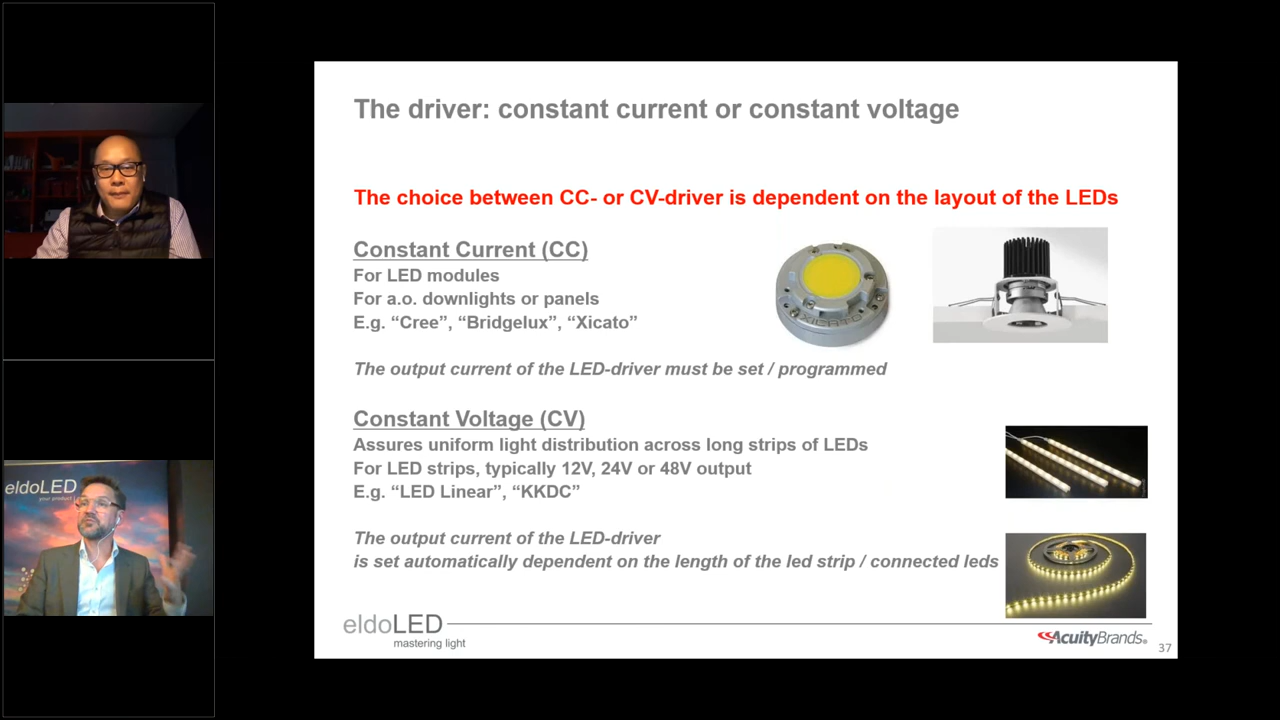 The driver: constant current or constant voltage
The choice between CC- or CV-driver is dependent on the layout of the LEDs
Constant Current (CC)
For LED modules
For a.o. downlights or panels
E.g. “Cree”, “Bridgelux”, “Xicato”
XICATO
The output current of the LED-driver must be set / programmed
Constant Voltage (CV)
Assures uniform light distribution across long strips of LEDs
For LED strips, typically 12V, 24V or 48V output
E.g. “LED Linear”, “KKDC”
The output current of the LED-driver
is set automatically dependent on the length of the led strip / connected leds
eldoLED
mastering light
AcuityBrands
37
eldoLED
your product